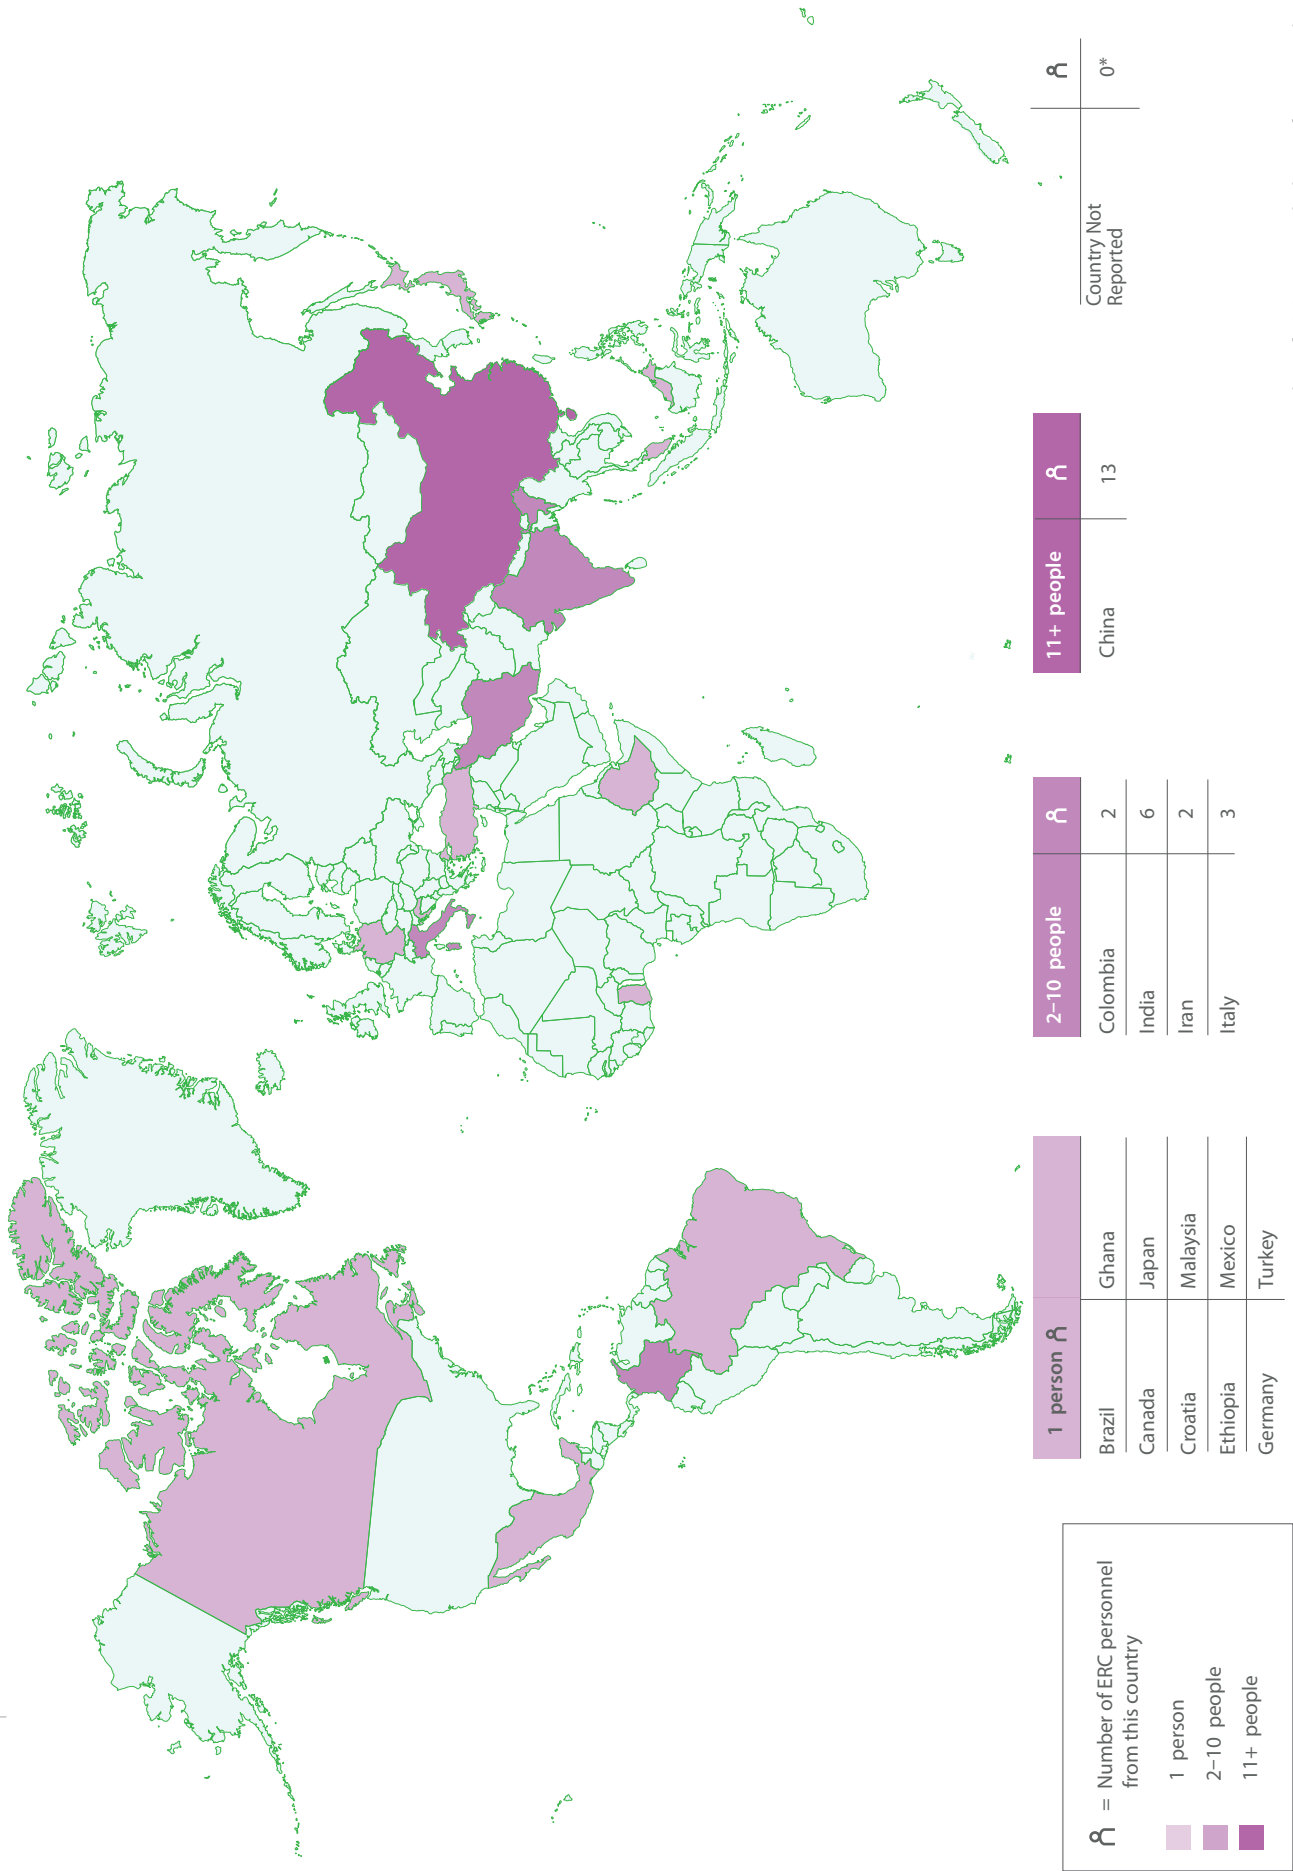 = Number of ERC personnel
from this country
1 person
2–10 people
11+ people
1 person
Brazil Ghana
Canada Japan
Croatia Malaysia
Ethiopia Mexico
Germany Turkey
2–10 people
Colombia 2
India 6
Iran 2
Italy 3
11+ people
China 13
Country Not
Reported
0*